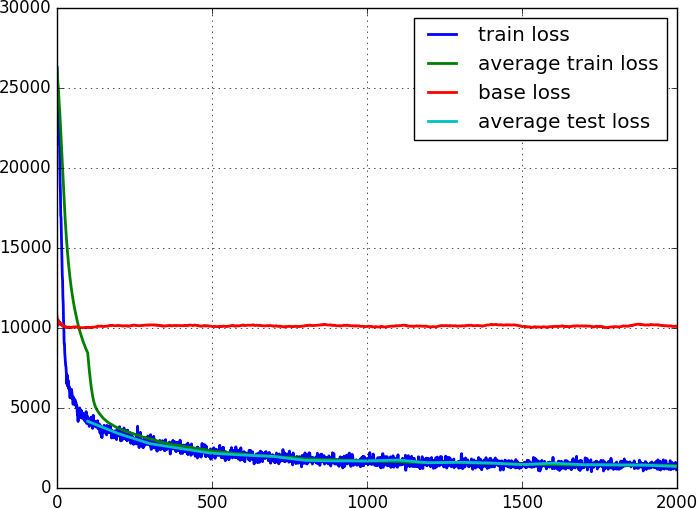 30000
train loss
average train loss
25000
base loss
average test loss
20000
15000
10000
5000
0
0 500 1000 1500 2000